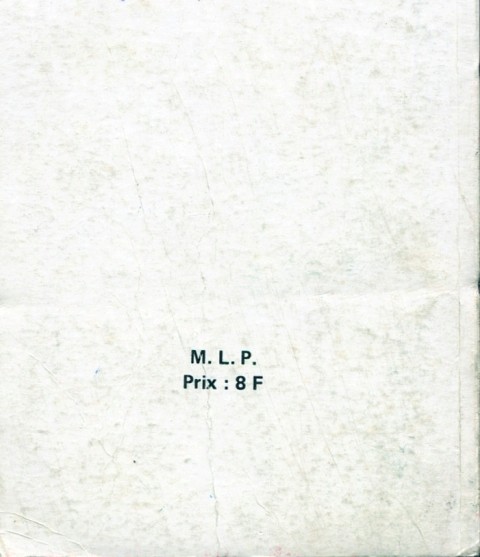 M. L. P.
Prix : 8 F